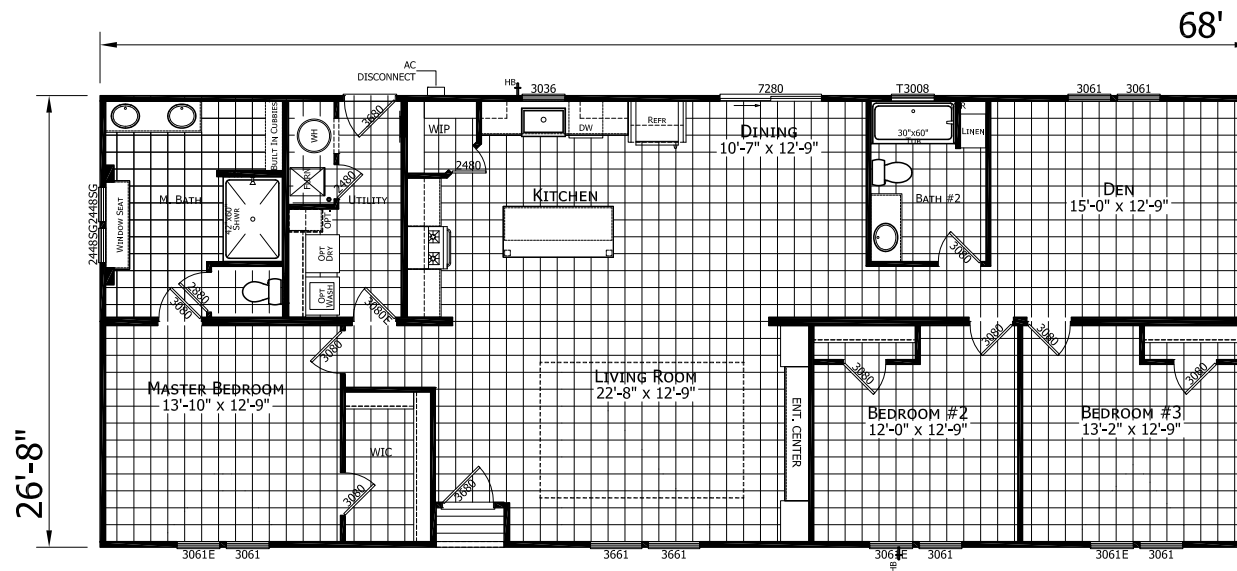 68'
AC
DISCONNECT
HB
3036
7280
T3008
3061
3061
3680
WIP
DW
REFR
DINING
10'-7" x 12'-9"
30"x60"
TUB
LINEN
BUILT IN CUBBIES
WH
FURN
2480
2480
UTILITY
KITCHEN
DEN
15'-0" x 12'-9"
M. BATH
42"x60"
SHWR
BATH #2
2448SG
2448SG
WINDOW SEAT
OPT
OPT
DRY
OPT
WASH
3080
2880
3080
3080E
3080
3080
3080
MASTER BEDROOM
13'-10" x 12'-9"
LIVING ROOM
22'-8" x 12'-9"
3080
3080
BEDROOM #2
12'-0" x 12'-9"
BEDROOM #3
13'-2" x 12'-9"
ENT. CENTER
WIC
3080
3680
26'-8"
3061E
3061
3661
3661
3061E
3061
3061E
3061
HB